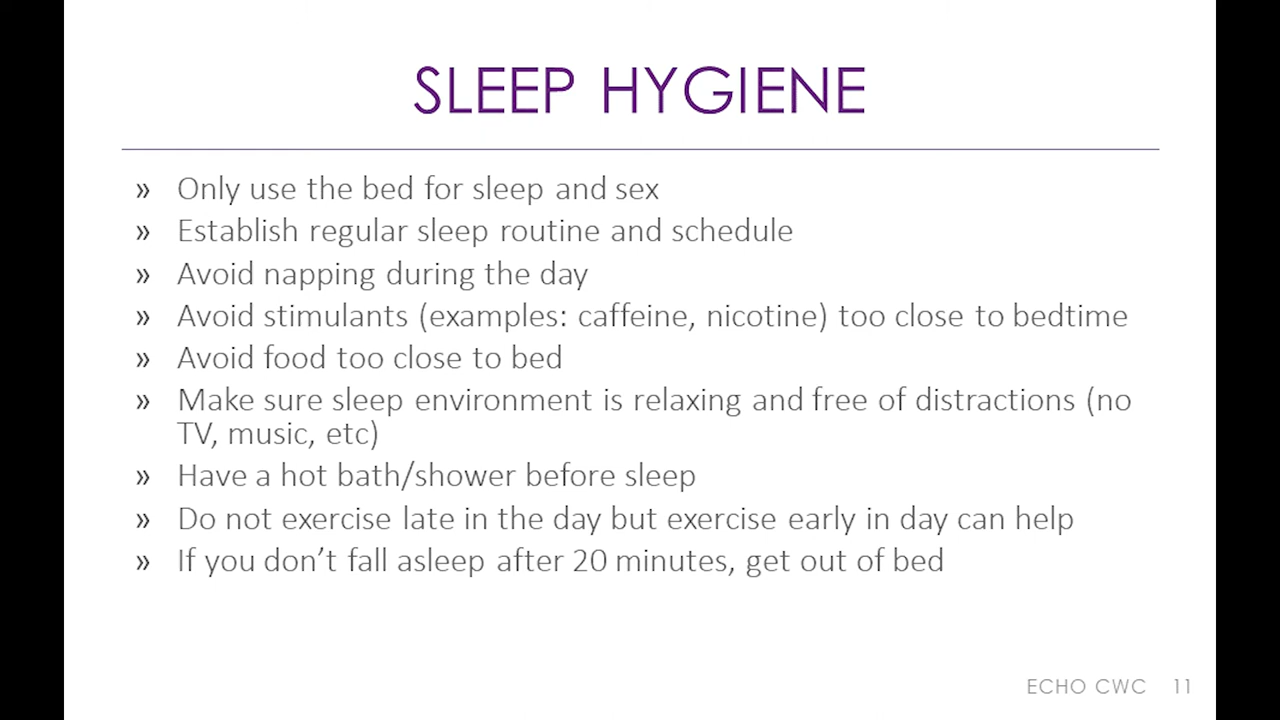 SLEEP HYGIENE
» Only use the bed for sleep and sex
» Establish regular sleep routine and schedule
» Avoid napping during the day
» Avoid stimulants (examples: caffeine, nicotine) too close to bedtime
» Avoid food too close to bed
» Make sure sleep environment is relaxing and free of distractions (no
TV, music, etc)
» Have a hot bath/shower before sleep
» Do not exercise late in the day but exercise early in day can help
» If you don’t fall asleep after 20 minutes, get out of bed
ECHO CWC 11